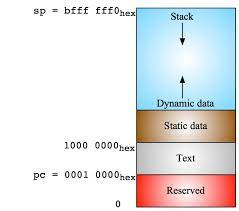 sp = bfff fff0hex
Stack
Dynamic data
Static data
1000 0000hex
Text
pc = 0001 0000hex
Reserved
0